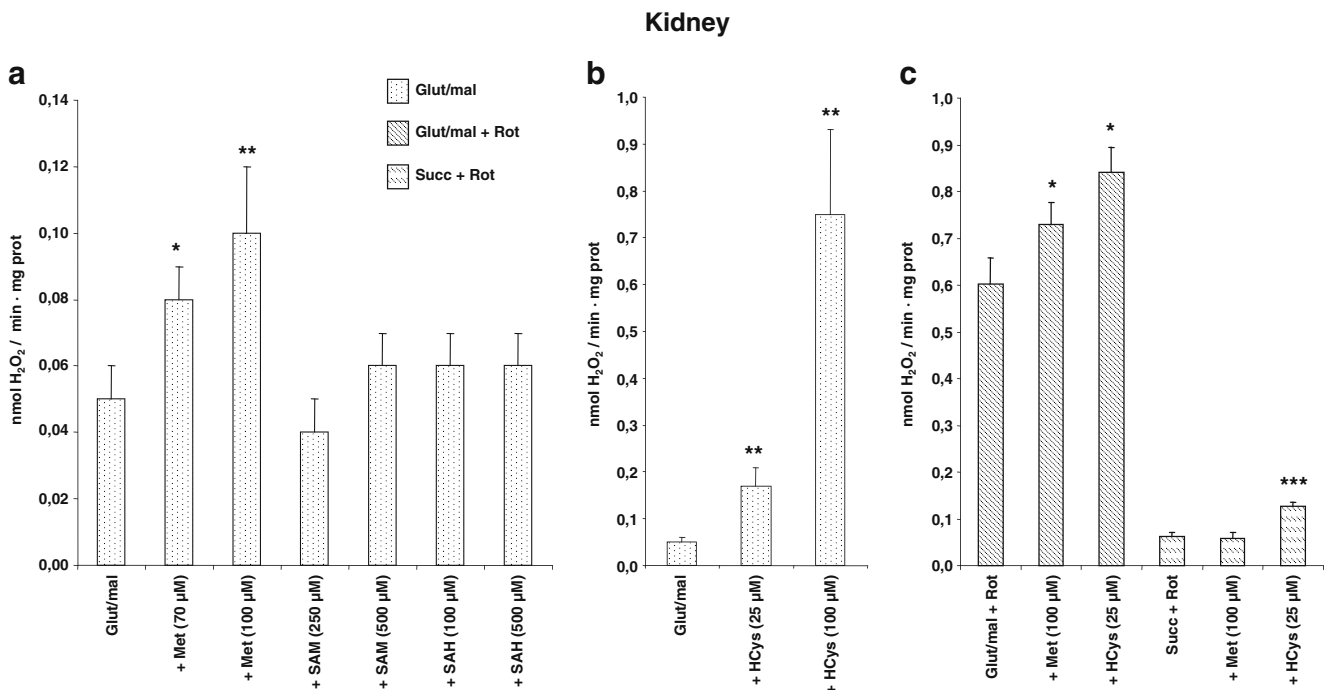 Kidney
a
nmol H₂O₂ / min · mg prot
0,14
0,12
0,10
0,08
0,06
0,04
0,02
0,00
*
**
Glut/mal
Glut/mal + Rot
Succ + Rot
Glut/mal
+ Met (70 µM)
+ Met (100 µM)
+ SAM (250 µM)
+ SAM (500 µM)
+ SAH (100 µM)
+ SAH (500 µM)
b
nmol H₂O₂ / min · mg prot
1,0
0,9
0,8
0,7
0,6
0,5
0,4
0,3
0,2
0,1
0,0
**
**
Glut/mal
+ HCys (25 µM)
+ HCys (100 µM)
c
nmol H₂O₂ / min · mg prot
1,0
0,9
0,8
0,7
0,6
0,5
0,4
0,3
0,2
0,1
0,0
*
*
***
Glut/mal + Rot
+ Met (100 µM)
+ HCys (25 µM)
Succ + Rot
+ Met (100 µM)
+ HCys (25 µM)